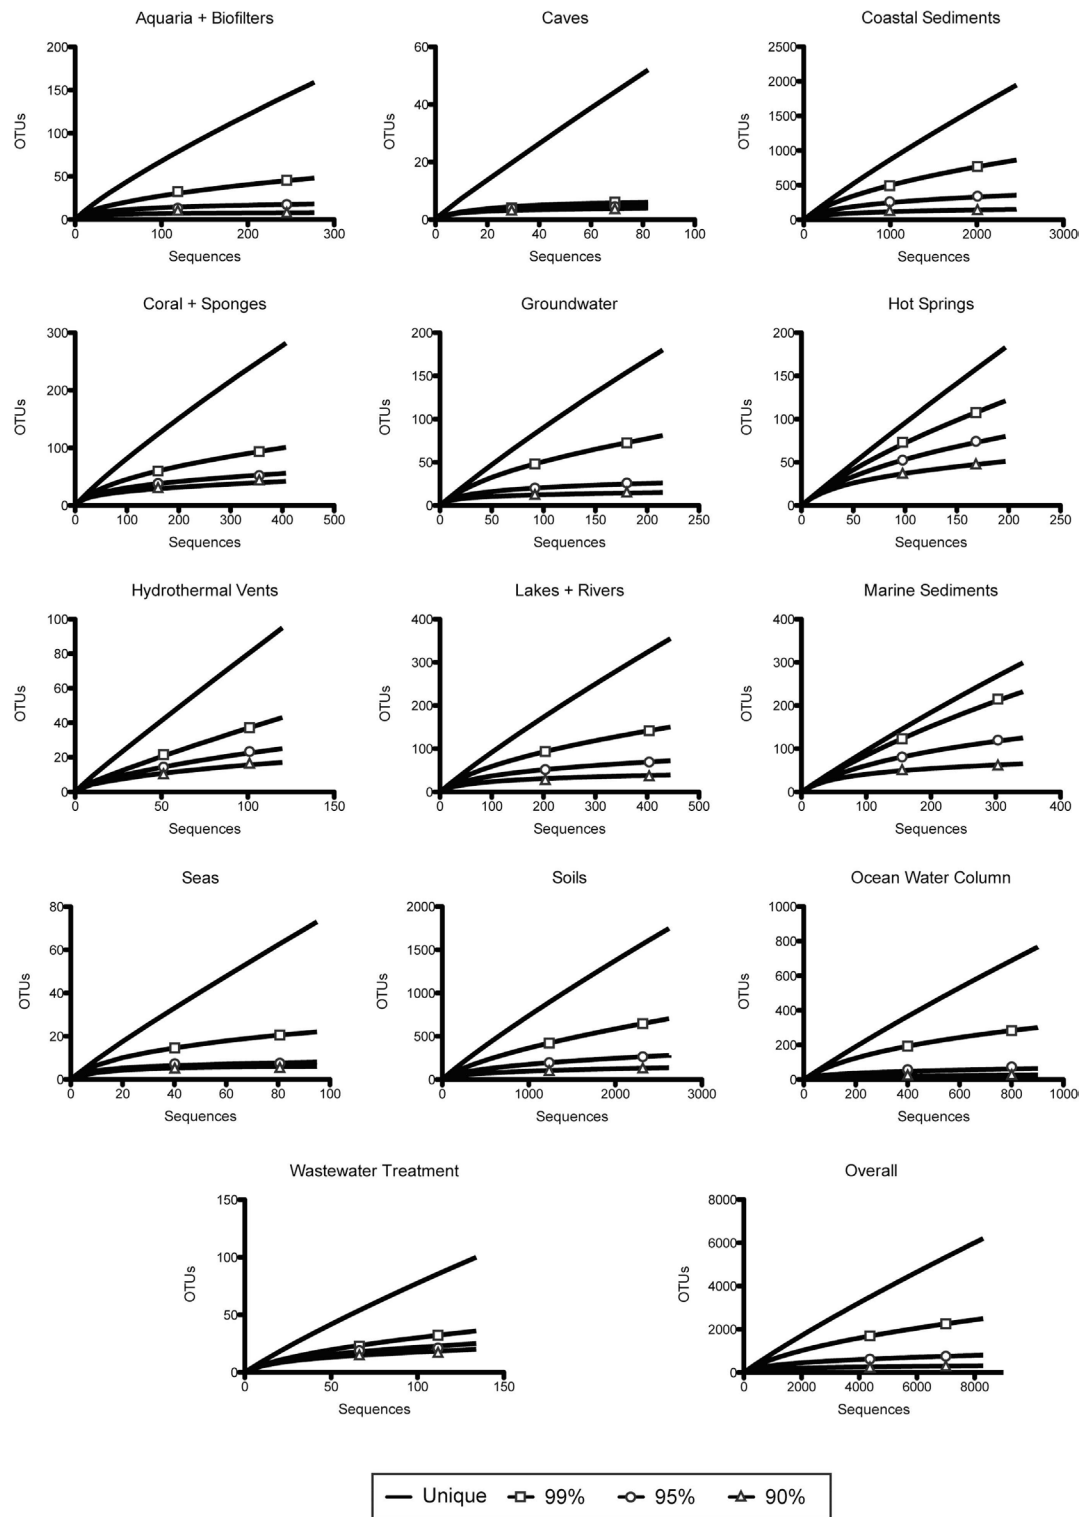 Aquaria + Biofilters
200
150
100
50
0
OTUs
0 100 200 300
Sequences
Caves
60
40
20
0
OTUs
0 20 40 60 80 100
Sequences
Coastal Sediments
2500
2000
1500
1000
500
0
OTUs
0 1000 2000 3000
Sequences
Coral + Sponges
300
200
100
0
OTUs
0 100 200 300 400 500
Sequences
Groundwater
200
150
100
50
0
OTUs
0 50 100 150 200 250
Sequences
Hot Springs
200
150
100
50
0
OTUs
0 50 100 150 200 250
Sequences
Hydrothermal Vents
100
80
60
40
20
0
OTUs
0 50 100 150
Sequences
Lakes + Rivers
400
300
200
100
0
OTUs
0 100 200 300 400 500
Sequences
Marine Sediments
400
300
200
100
0
OTUs
0 100 200 300 400
Sequences
Seas
80
60
40
20
0
OTUs
0 20 40 60 80 100
Sequences
Soils
2000
1500
1000
500
0
OTUs
0 1000 2000 3000
Sequences
Ocean Water Column
1000
800
600
400
200
0
OTUs
0 200 400 600 800 1000
Sequences
Wastewater Treatment
150
100
50
0
OTUs
0 50 100 150
Sequences
Overall
8000
6000
4000
2000
0
OTUs
0 2000 4000 6000 8000
Sequences
Unique 99% 95% 90%